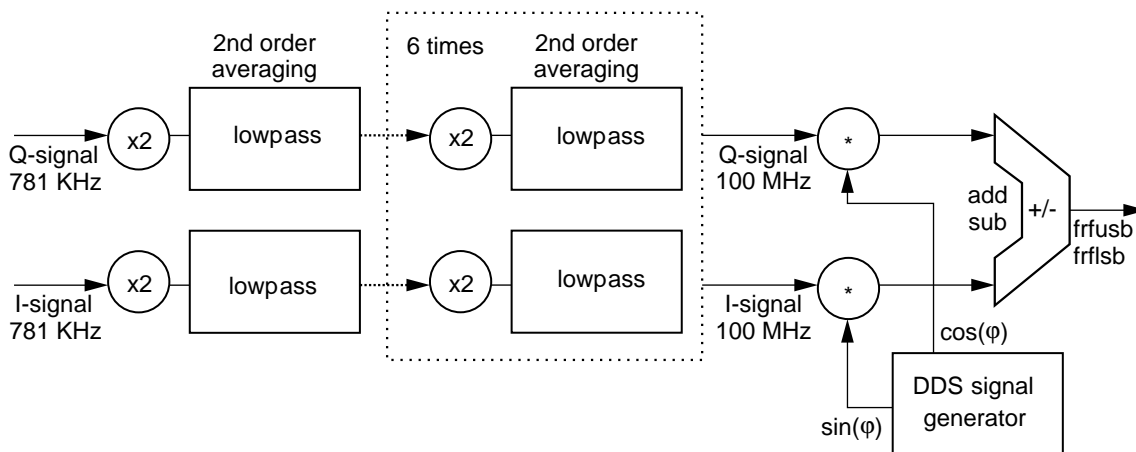 2nd order
averaging
6 times
2nd order
averaging
x2
lowpass
x2
lowpass
*
Q-signal
781 KHz
Q-signal
100 MHz
add
sub
+/-
frfusb
frflsb
x2
lowpass
x2
lowpass
*
I-signal
781 KHz
I-signal
100 MHz
cos(φ)
sin(φ)
DDS signal
generator